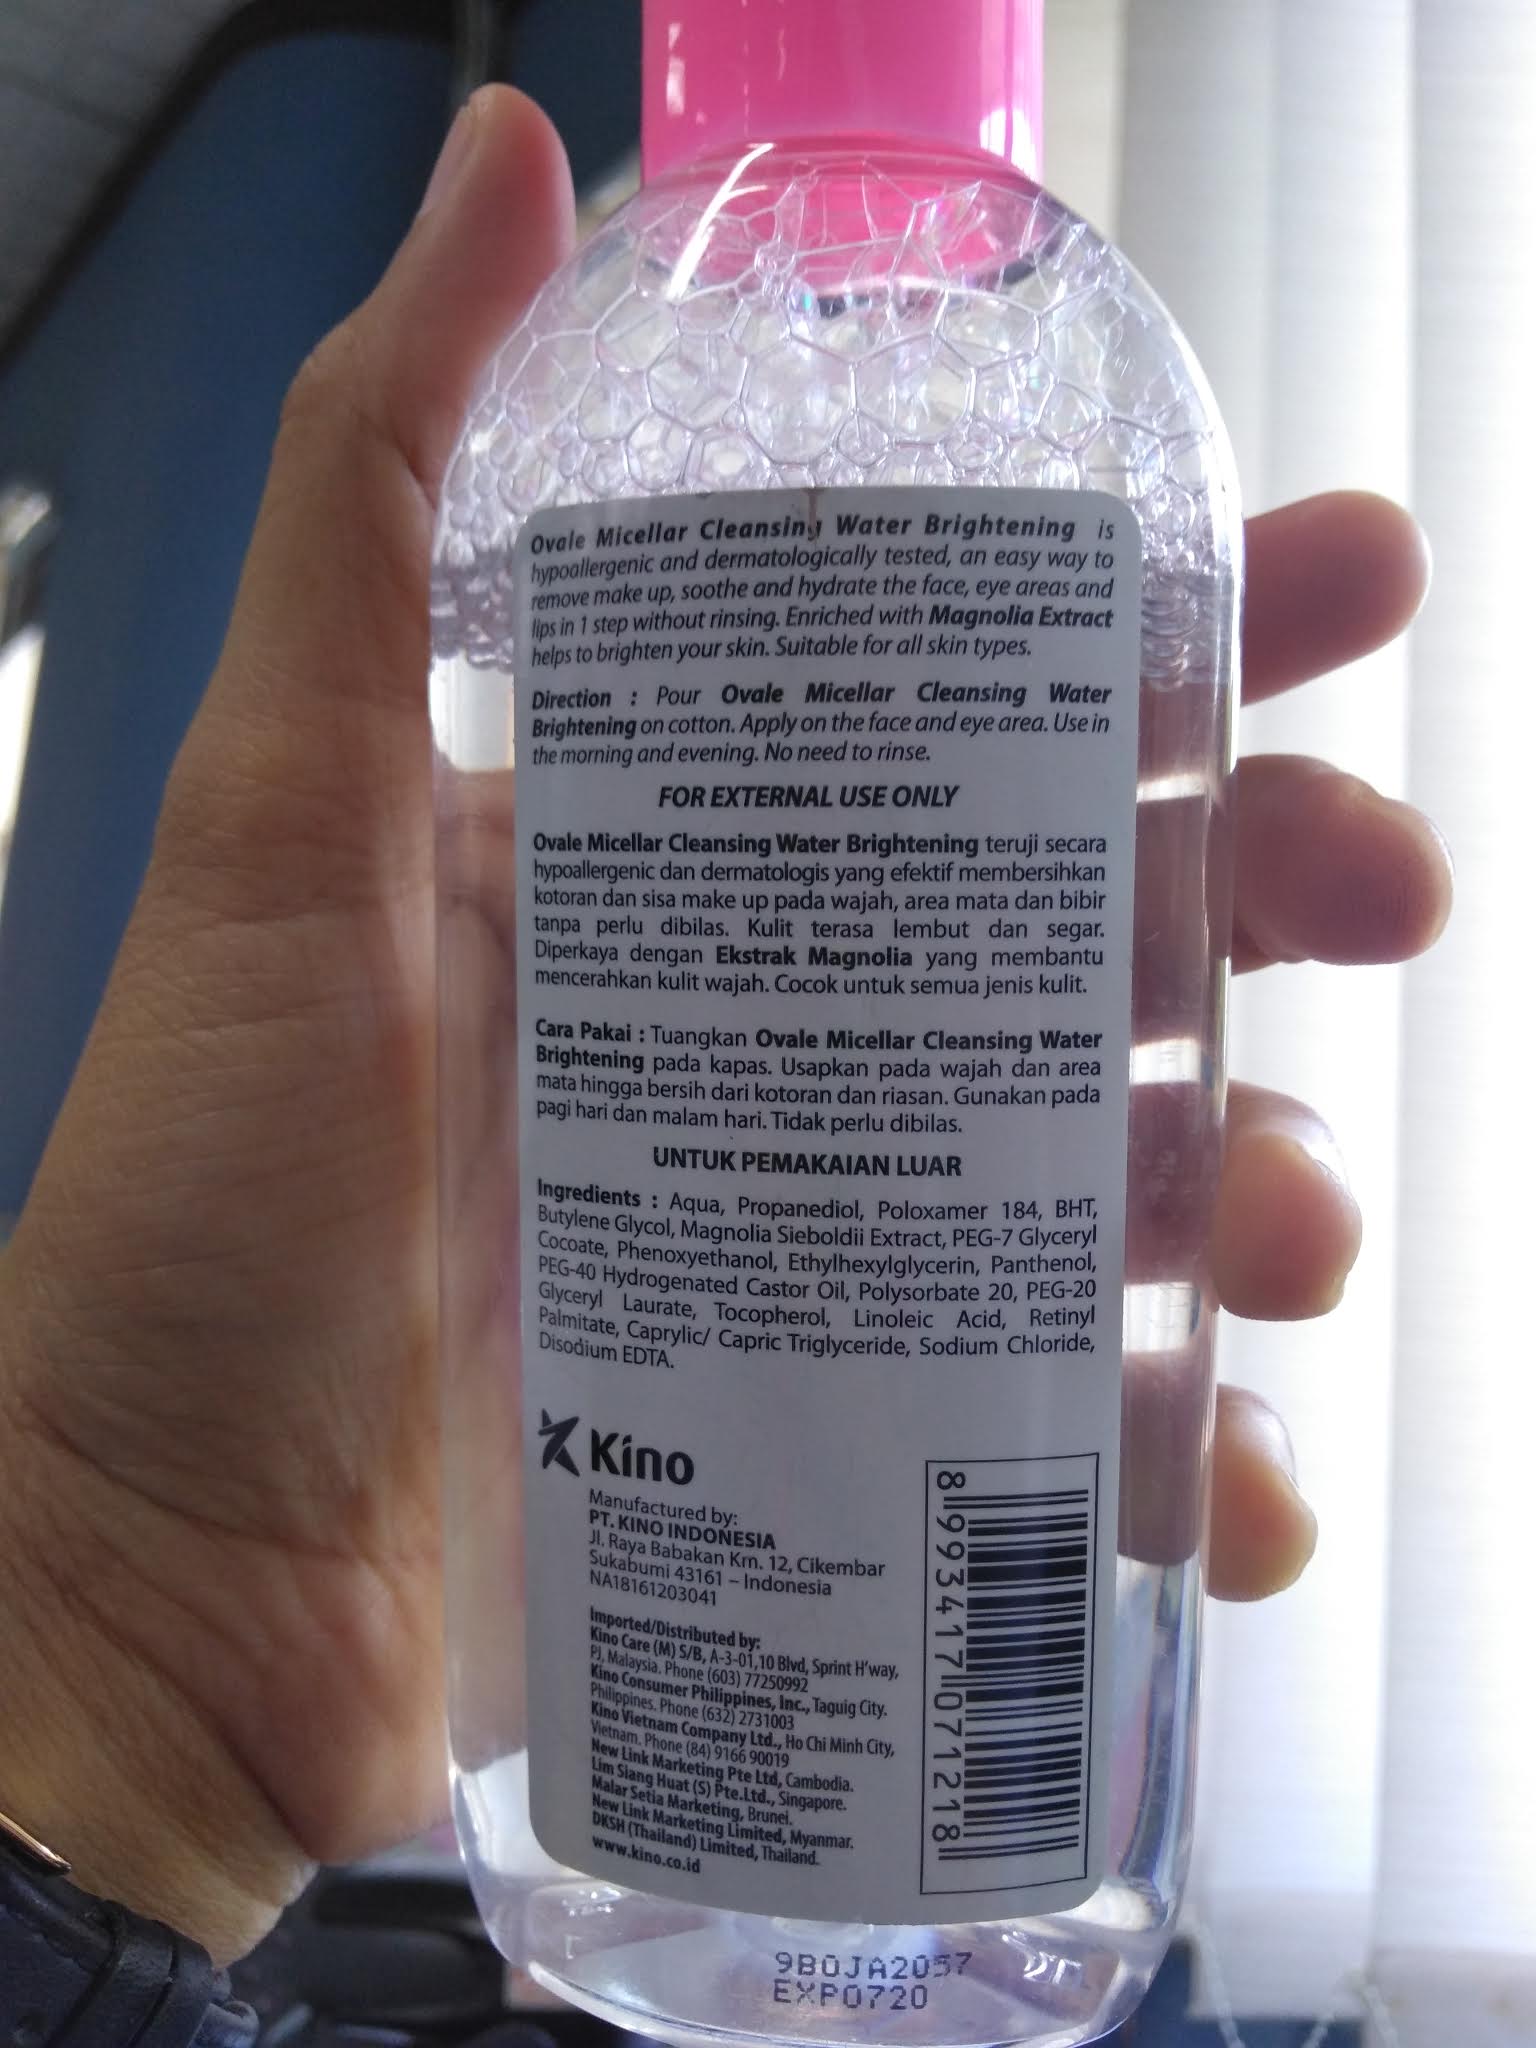 Ovale Micellar Cleansing Water Brightening is
hypoallergenic and dermatologically tested, an easy way to
remove make up, soothe and hydrate the face, eye areas and
lips in 1 step without rinsing. Enriched with Magnolia Extract
helps to brighten your skin. Suitable for all skin types.
Direction : Pour Ovale Micellar Cleansing Water
Brightening on cotton. Apply on the face and eye area. Use in
the morning and evening. No need to rinse.
FOR EXTERNAL USE ONLY
Ovale Micellar Cleansing Water Brightening teruji secara
hypoallergenic dan dermatologis yang efektif membersihkan
kotoran dan sisa make up pada wajah, area mata dan bibir
tanpa perlu dibilas. Kulit terasa lembut dan segar.
Diperkaya dengan Ekstrak Magnolia yang membantu
mencerahkan kulit wajah. Cocok untuk semua jenis kulit.
Cara Pakai : Tuangkan Ovale Micellar Cleansing Water
Brightening pada kapas. Usapkan pada wajah dan area
mata hingga bersih dari kotoran dan riasan. Gunakan pada
pagi hari dan malam hari. Tidak perlu dibilas.
UNTUK PEMAKAIAN LUAR
Ingredients : Aqua, Propanediol, Poloxamer 184, BHT,
Butylene Glycol, Magnolia Sieboldii Extract, PEG-7 Glyceryl
Cocoate, Phenoxyethanol, Ethylhexylglycerin, Panthenol,
PEG-40 Hydrogenated Castor Oil, Polysorbate 20, PEG-20
Glyceryl Laurate, Tocopherol, Linoleic Acid, Retinyl
Palmitate, Caprylic/ Capric Triglyceride, Sodium Chloride,
Disodium EDTA.
Kino
Manufactured by:
PT. KINO INDONESIA
Jl. Raya Babakan Km. 12, Cikembar
Sukabumi 43161 – Indonesia
NA18161203041
Imported/Distributed by:
Kino Care (M) S/B, A-3-01,10 Blvd, Sprint H'way,
PJ, Malaysia. Phone (603) 77250992
Kino Consumer Philippines, Inc., Taguig City.
Philippines. Phone (632) 2731003
Kino Vietnam Company Ltd., Ho Chi Minh City,
Vietnam. Phone (84) 9166 90019
New Link Marketing Pte Ltd, Cambodia.
Lim Siang Huat (S) Pte.Ltd., Singapore.
Malar Setia Marketing, Brunei.
New Link Marketing Limited, Myanmar.
DKSH (Thailand) Limited, Thailand.
www.kino.co.id
8 993417 071218
9B0JA2057
EXP0720